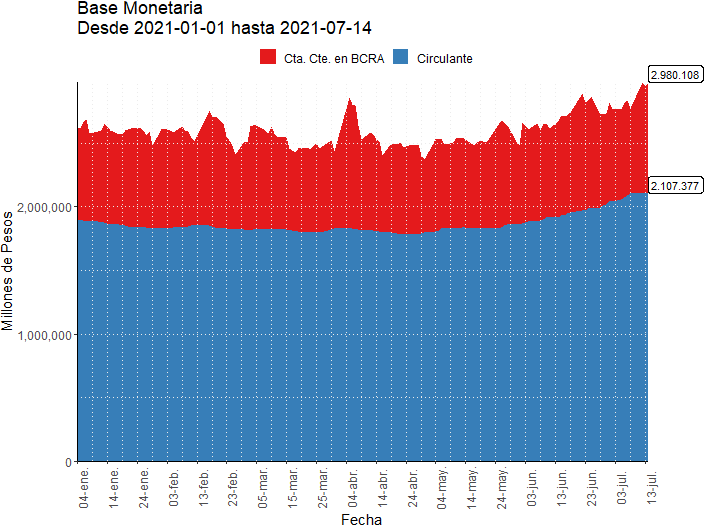 Base Monetaria
Desde 2021-01-01 hasta 2021-07-14
Cta. Cte. en BCRA
Circulante
2.980.108
2.107.377
Millones de Pesos
2,000,000
1,000,000
0
04-ene.
14-ene.
24-ene.
03-feb.
13-feb.
23-feb.
05-mar.
15-mar.
25-mar.
04-abr.
14-abr.
24-abr.
04-may.
14-may.
24-may.
03-jun.
13-jun.
23-jun.
03-jul.
13-jul.
Fecha